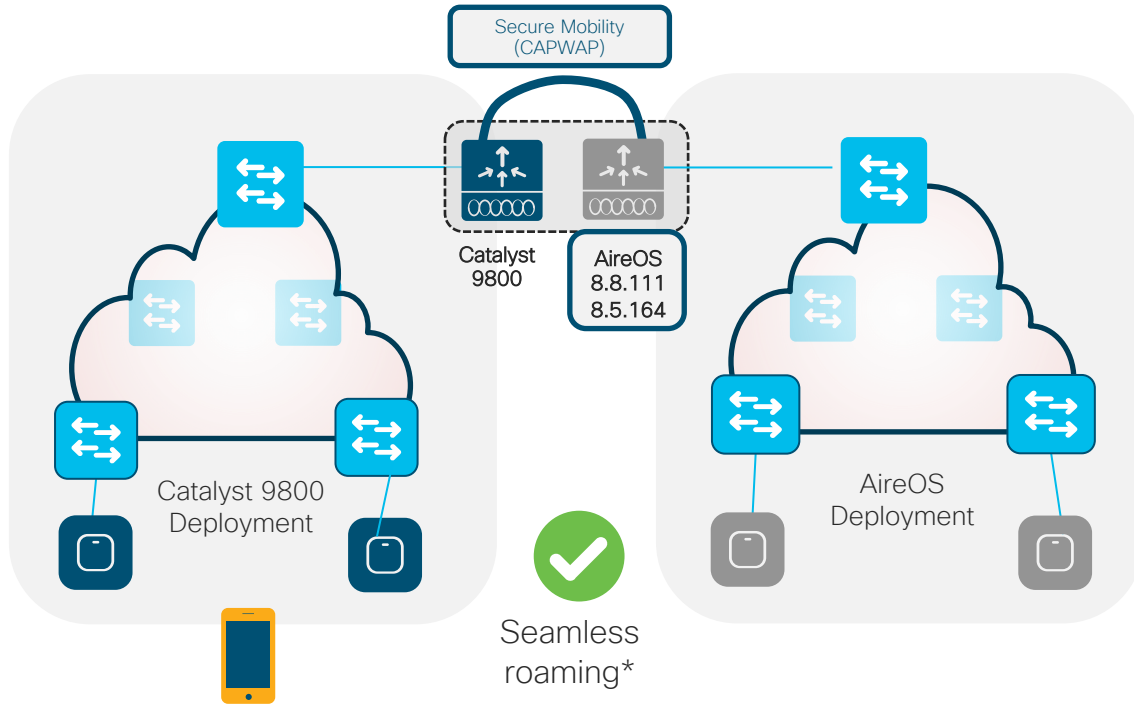 Secure Mobility
(CAPWAP)
Catalyst
9800
AireOS
8.8.111
8.5.164
Catalyst 9800
Deployment
AireOS
Deployment
Seamless
roaming*